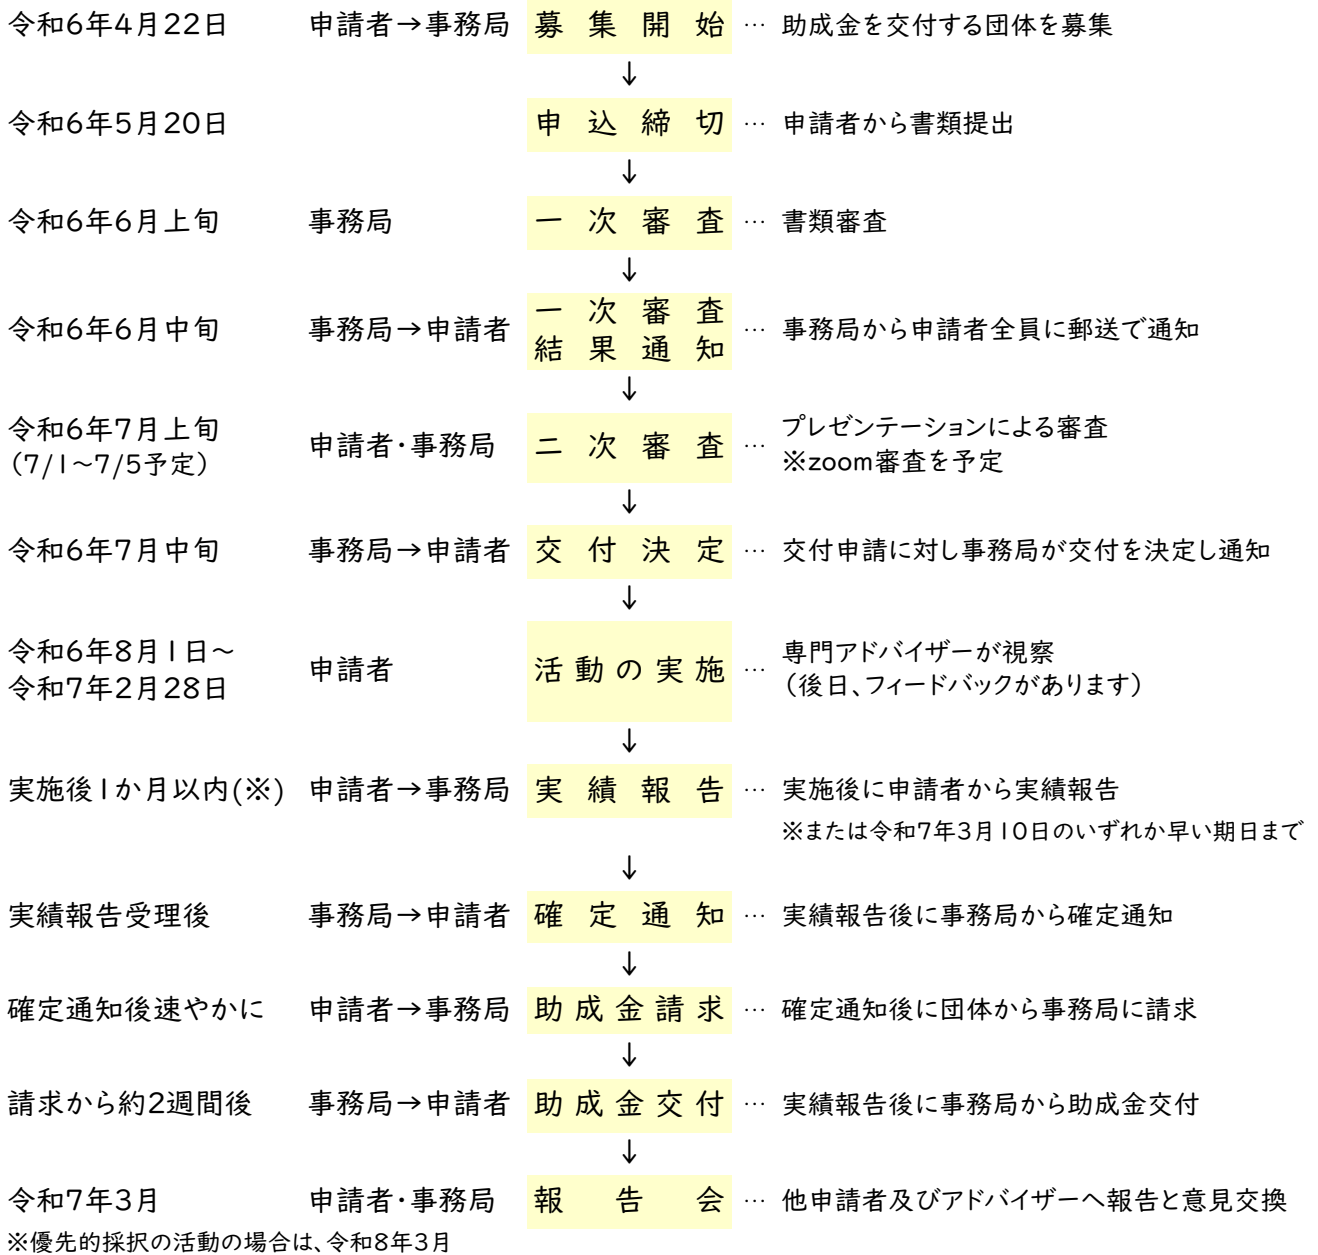 令和6年4月22日 申請者→事務局 募集開始 … 助成金を交付する団体を募集
↓
令和6年5月20日 申込締切 … 申請者から書類提出
↓
令和6年6月上旬 事務局 一次審査 … 書類審査
↓
令和6年6月中旬 事務局→申請者 一次審査 … 事務局から申請者全員に郵送で通知
結果通知
↓
令和6年7月上旬 申請者・事務局 二次審査 … プレゼンテーションによる審査
（7/1～7/5予定） ※zoom審査を予定
↓
令和6年7月中旬 事務局→申請者 交付決定 … 交付申請に対し事務局が交付を決定し通知
↓
令和6年8月1日～ 申請者 活動の実施 … 専門アドバイザーが視察
令和7年2月28日 （後日、フィードバックがあります）
↓
実施後1か月以内(※) 申請者→事務局 実績報告 … 実施後に申請者から実績報告
※または令和7年3月10日のいずれか早い期日まで
↓
実績報告受理後 事務局→申請者 確定通知 … 実績報告後に事務局から確定通知
↓
確定通知後速やかに 申請者→事務局 助成金請求 … 確定通知後に団体から事務局に請求
↓
請求から約2週間後 事務局→申請者 助成金交付 … 実績報告後に事務局から助成金交付
↓
令和7年3月 申請者・事務局 報告会 … 他申請者及びアドバイザーへ報告と意見交換
※優先的採択の活動の場合は、令和8年3月